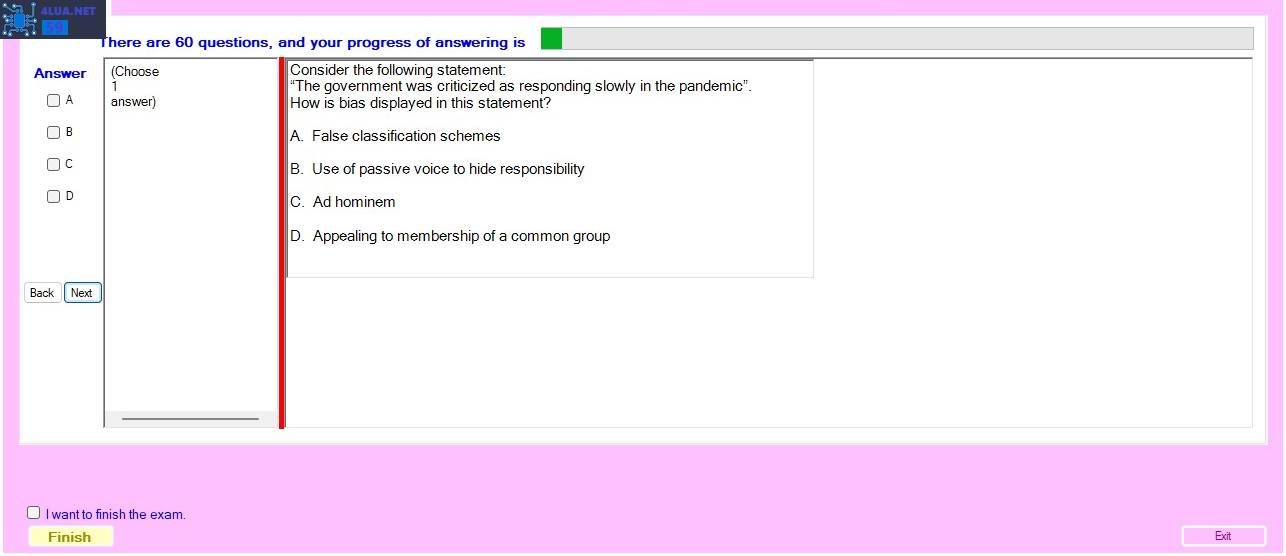 4LUA.NET
59
There are 60 questions, and your progress of answering is
Answer
A
B
C
D
Back Next
(Choose
1
answer)
Consider the following statement:
“The government was criticized as responding slowly in the pandemic”.
How is bias displayed in this statement?
A. False classification schemes
B. Use of passive voice to hide responsibility
C. Ad hominem
D. Appealing to membership of a common group
I want to finish the exam.
Finish
Exit